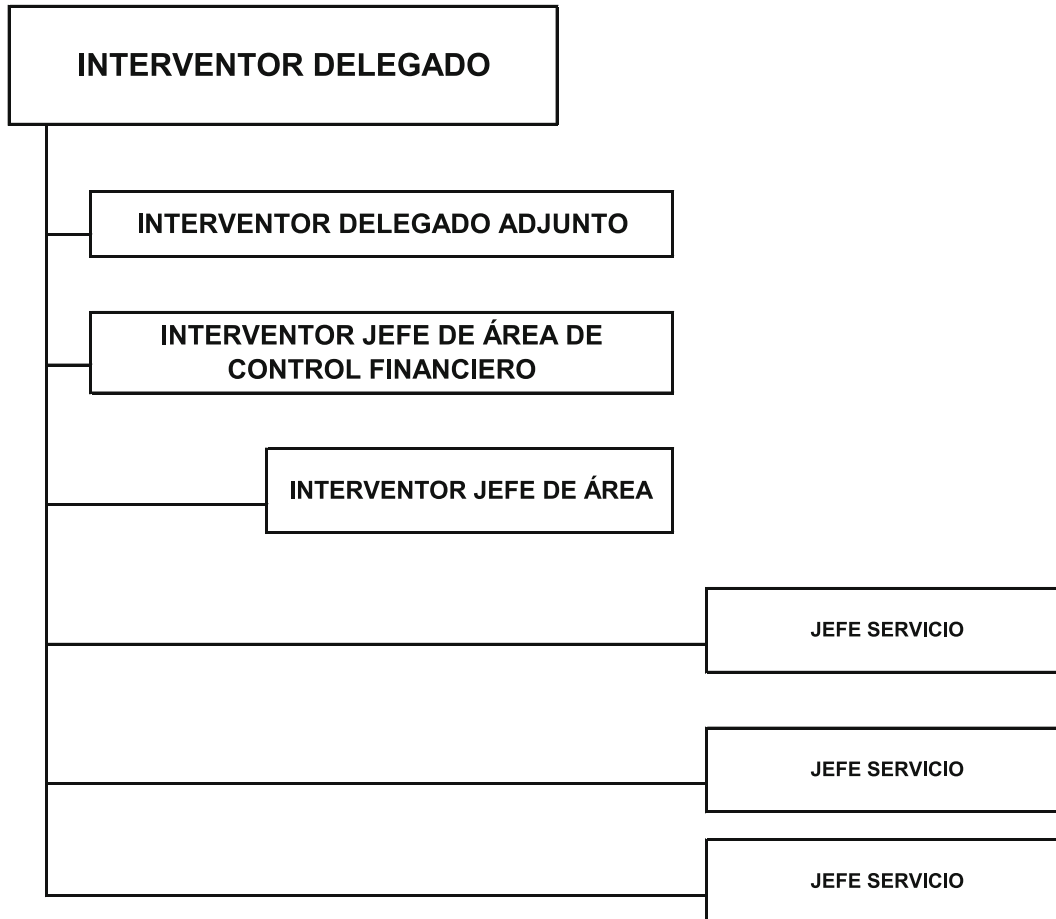 INTERVENTOR DELEGADO
INTERVENTOR DELEGADO ADJUNTO
INTERVENTOR JEFE DE ÁREA DE
CONTROL FINANCIERO
INTERVENTOR JEFE DE ÁREA
JEFE SERVICIO
JEFE SERVICIO
JEFE SERVICIO